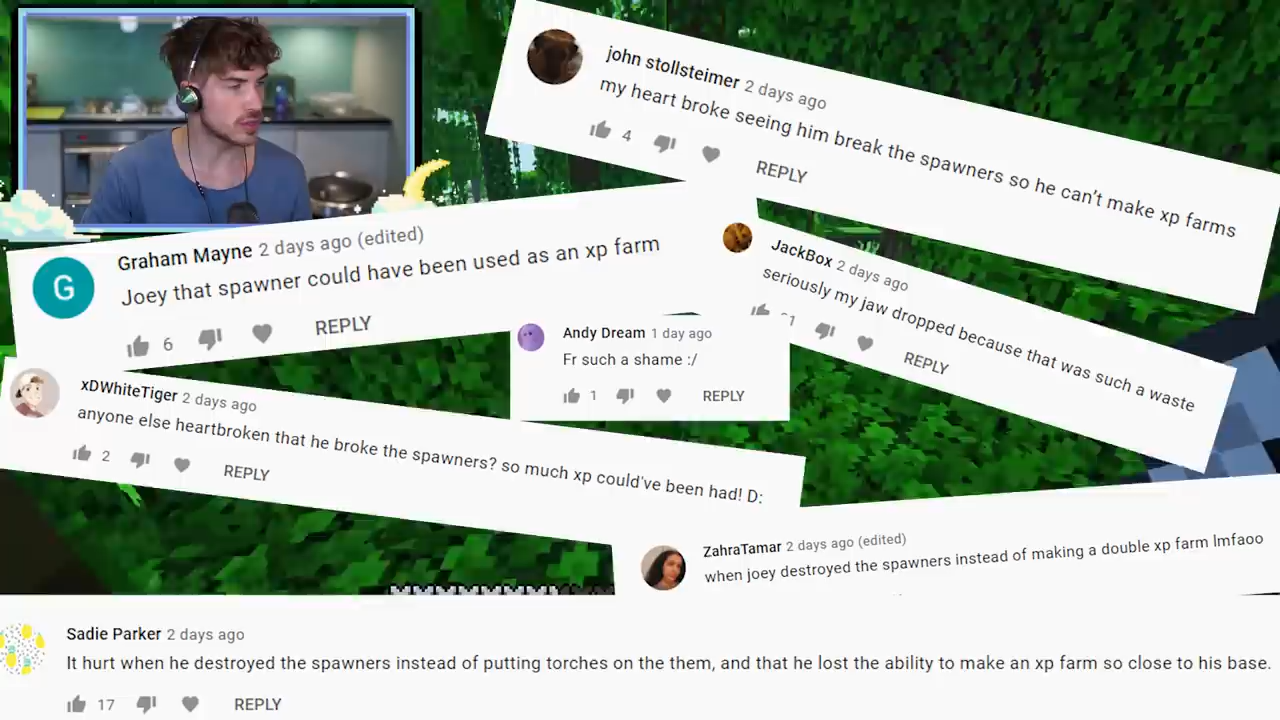 john stollsteimer 2 days ago
my heart broke seeing him break the spawners so he can't make xp farms
4 REPLY
Graham Mayne 2 days ago (edited)
Joey that spawner could have been used as an xp farm
6 REPLY
JackBox 2 days ago
seriously my jaw dropped because that was such a waste
REPLY
Andy Dream 1 day ago
Fr such a shame :/
1 REPLY
xDWhiteTiger 2 days ago
anyone else heartbroken that he broke the spawners? so much xp could've been had! D:
2 REPLY
ZahraTamar 2 days ago (edited)
when joey destroyed the spawners instead of making a double xp farm lmfaoo
Sadie Parker 2 days ago
It hurt when he destroyed the spawners instead of putting torches on the them, and that he lost the ability to make an xp farm so close to his base.
17 REPLY
G